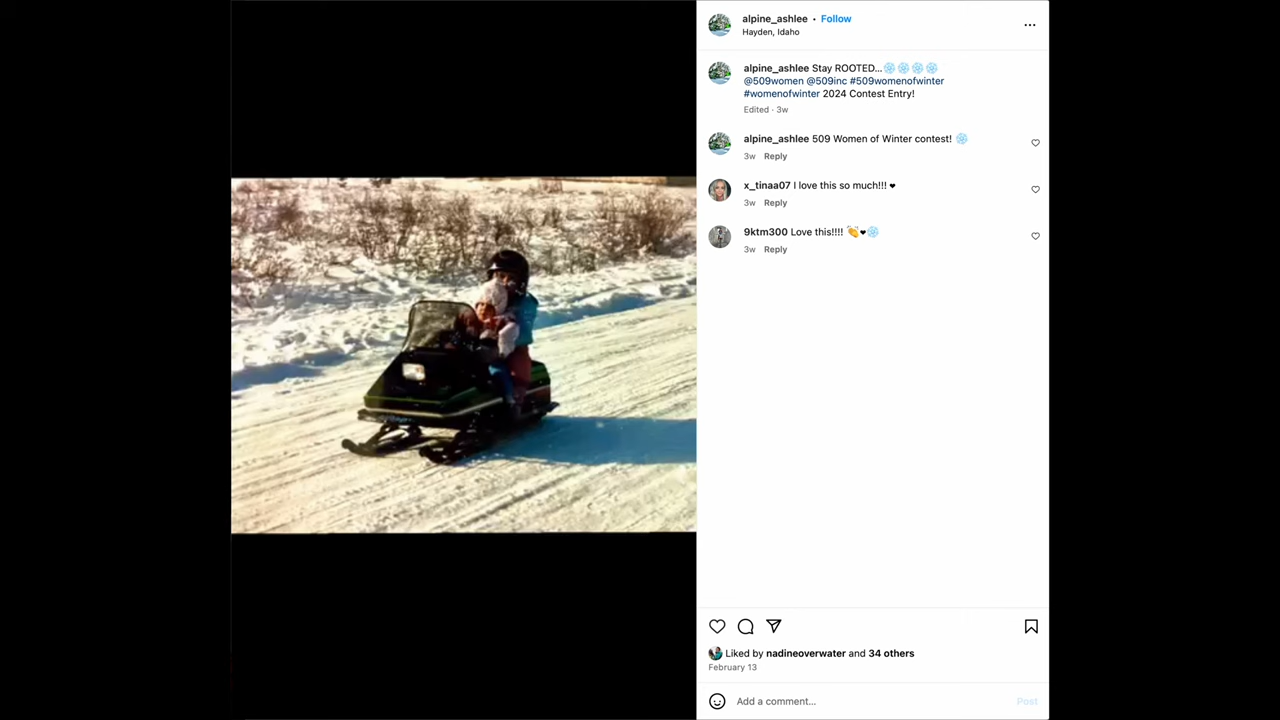 alpine_ashlee • Follow
Hayden, Idaho
alpine_ashlee Stay ROOTED...❄️❄️❄️❄️
@509women @509inc #509womenofwinter
#womenofwinter 2024 Contest Entry!
Edited · 3w
alpine_ashlee 509 Women of Winter contest! ❄️
3w Reply
x_tinaa07 I love this so much!!! ❤
3w Reply
9ktm300 Love this!!!! 👏❤❄️
3w Reply
Liked by nadineoverwater and 34 others
February 13
Add a comment...
Post